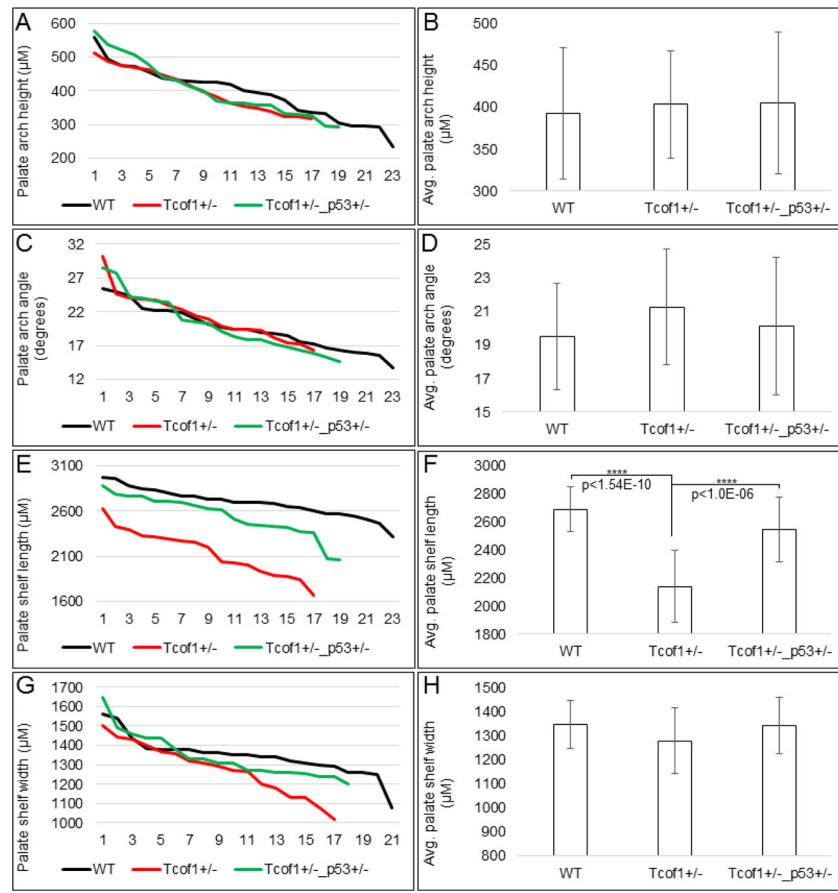 A
Palate arch height (µM)
600
500
400
300
200
1 3 5 7 9 11 13 15 17 19 21 23
WT Tcof1+/- Tcof1+/-_p53+/-
B
Avg. palate arch height
(µM)
500
450
400
350
300
WT Tcof1+/- Tcof1+/-_p53+/-
C
Palate arch angle
(degrees)
32
27
22
17
12
1 3 5 7 9 11 13 15 17 19 21 23
WT Tcof1+/- Tcof1+/-_p53+/-
D
Avg. palate arch angle
(degrees)
25
23
21
19
17
15
WT Tcof1+/- Tcof1+/-_p53+/-
E
Palate shelf length (µM)
3100
2600
2100
1600
1 3 5 7 9 11 13 15 17 19 21 23
WT Tcof1+/- Tcof1+/-_p53+/-
F
Avg. palate shelf length
(µM)
3000
2800
2600
2400
2200
2000
1800
**** ****
p<1.54E-10 p<1.0E-06
WT Tcof1+/- Tcof1+/-_p53+/-
G
Palate shelf width (µM)
1700
1600
1500
1400
1300
1200
1100
1000
1 3 5 7 9 11 13 15 17 19 21
WT Tcof1+/- Tcof1+/-_p53+/-
H
Avg. palate shelf width
(µM)
1500
1400
1300
1200
1100
1000
900
800
WT Tcof1+/- Tcof1+/-_p53+/-